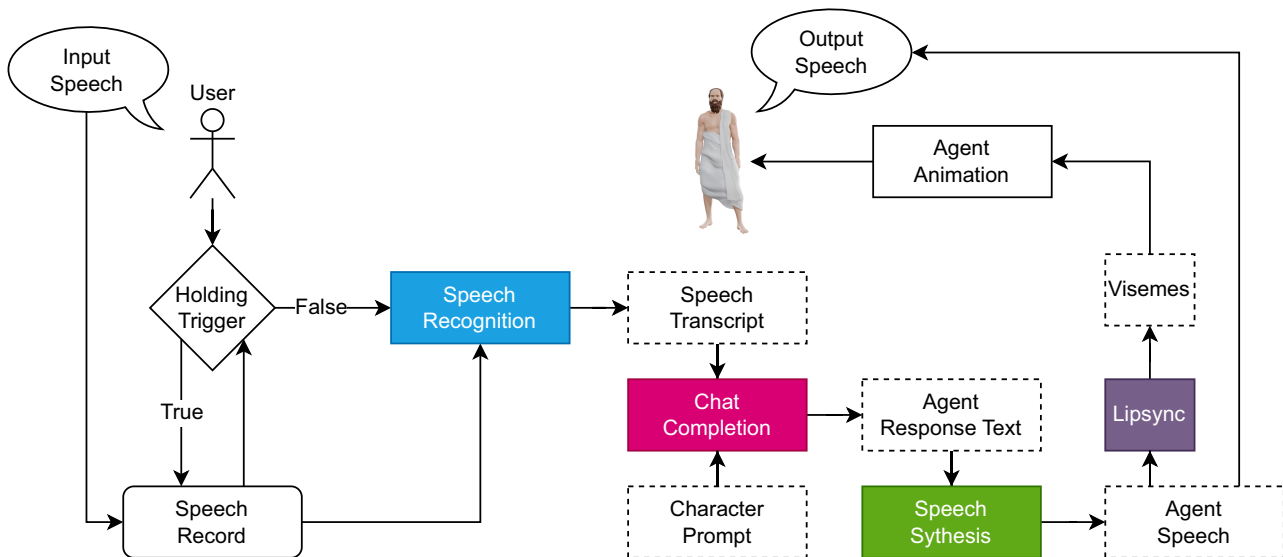 Input
Speech
User
Holding
Trigger
True
False
Speech
Record
Speech
Recognition
Speech
Transcript
Chat
Completion
Character
Prompt
Agent
Response Text
Speech
Sythesis
Agent
Speech
Lipsync
Visemes
Agent
Animation
Output
Speech